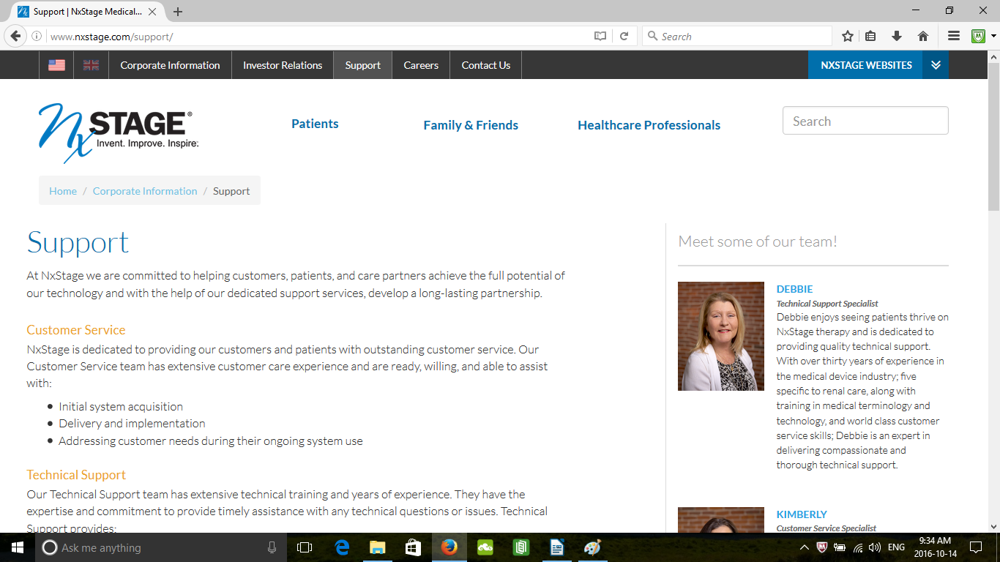 Support | NxStage Medical...
www.nxstage.com/support/
Search
Corporate Information
Investor Relations
Support
Careers
Contact Us
NXSTAGE WEBSITES
NxSTAGE®
Invent. Improve. Inspire.
Patients
Family & Friends
Healthcare Professionals
Search
Home / Corporate Information / Support
Support
At NxStage we are committed to helping customers, patients, and care partners achieve the full potential of
our technology and with the help of our dedicated support services, develop a long-lasting partnership.
Customer Service
NxStage is dedicated to providing our customers and patients with outstanding customer service. Our
Customer Service team has extensive customer care experience and are ready, willing, and able to assist
with:
• Initial system acquisition
• Delivery and implementation
• Addressing customer needs during their ongoing system use
Technical Support
Our Technical Support team has extensive technical training and years of experience. They have the
expertise and commitment to provide timely assistance with any technical questions or issues. Technical
Support provides:
Meet some of our team!
DEBBIE
Technical Support Specialist
Debbie enjoys seeing patients thrive on
NxStage therapy and is dedicated to
providing quality technical support.
With over thirty years of experience in
the medical device industry; five
specific to renal care, along with
training in medical terminology and
technology, and world class customer
service skills; Debbie is an expert in
delivering compassionate and
thorough technical support.
KIMBERLY
Customer Service Specialist
Ask me anything
ENG
9:34 AM
2016-10-14